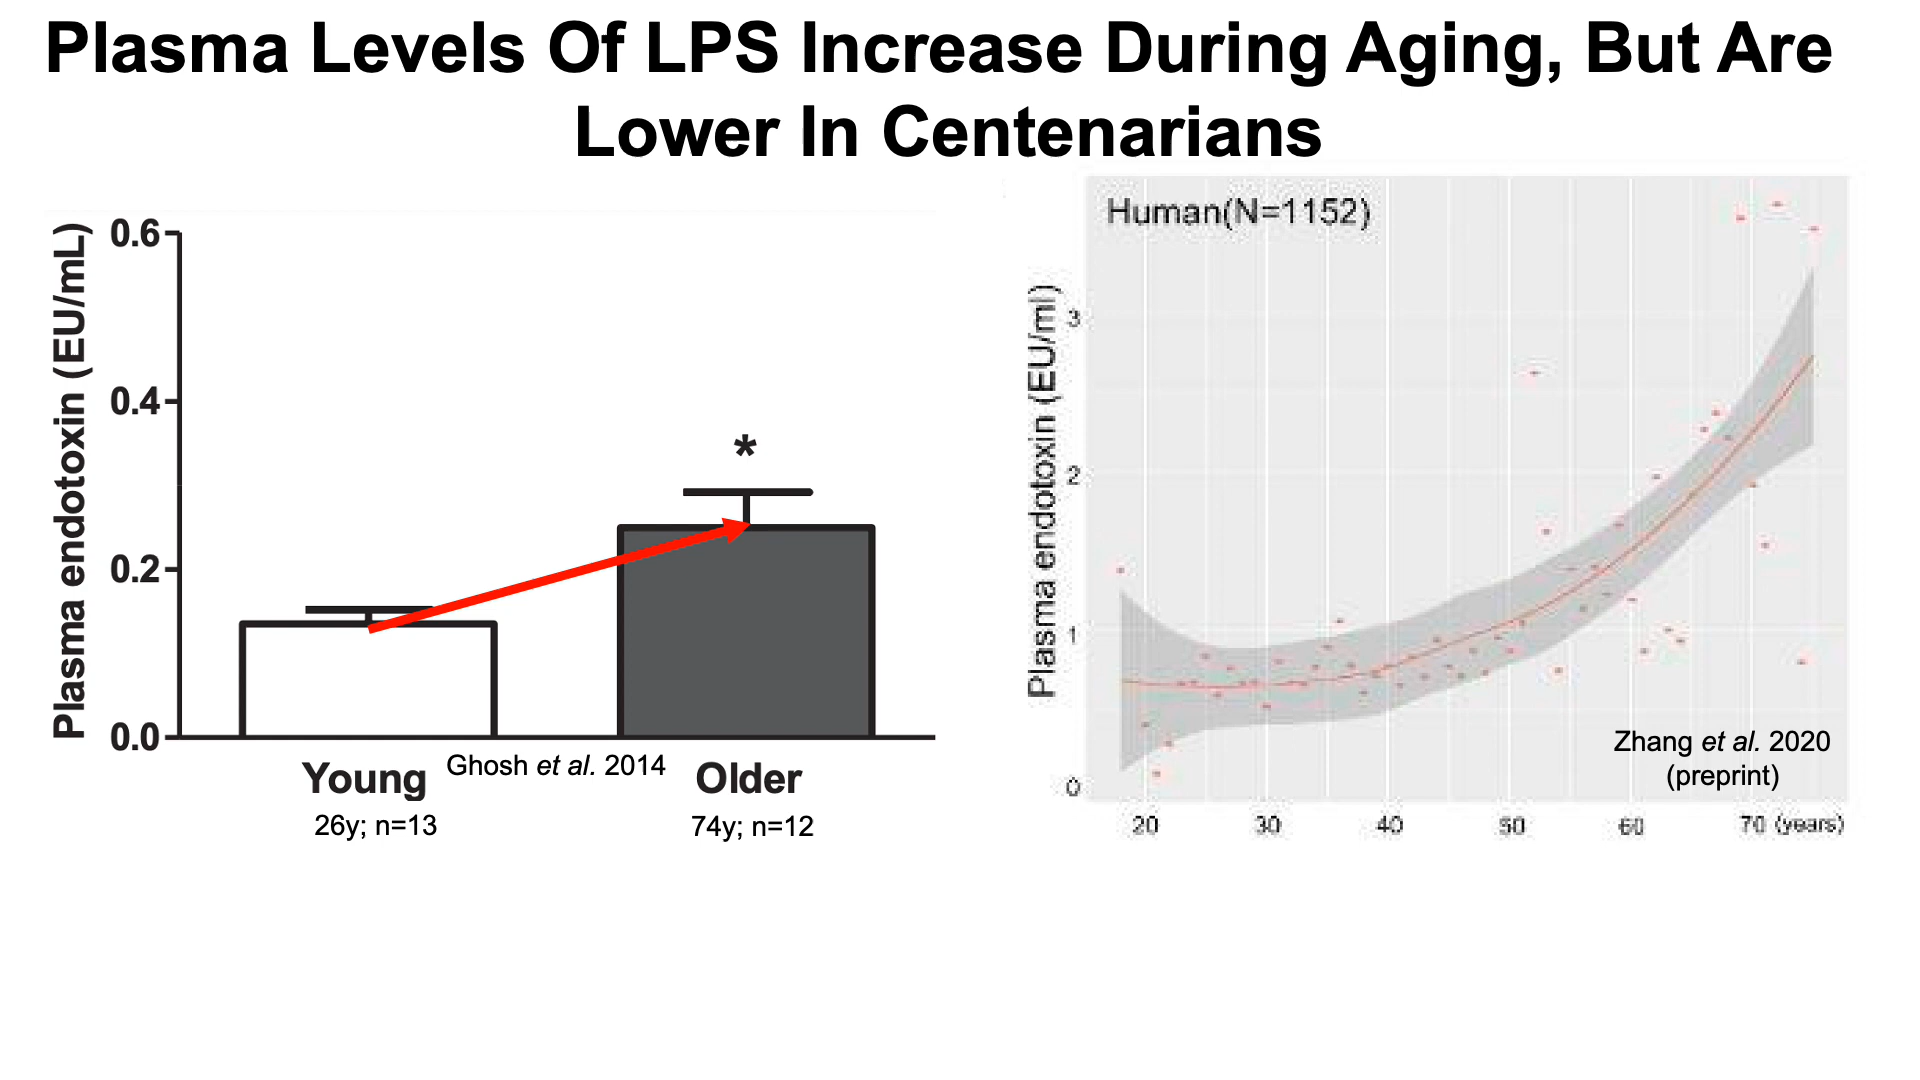 Plasma Levels Of LPS Increase During Aging, But Are
Lower In Centenarians
Plasma endotoxin (EU/mL)
0.6
0.4
0.2
0.0
*
Young
Ghosh et al. 2014
Older
26y; n=13
74y; n=12
Human(N=1152)
Plasma endotoxin (EU/ml)
3
2
1
0
Zhang et al. 2020
(preprint)
20 30 40 50 60 70 (years)